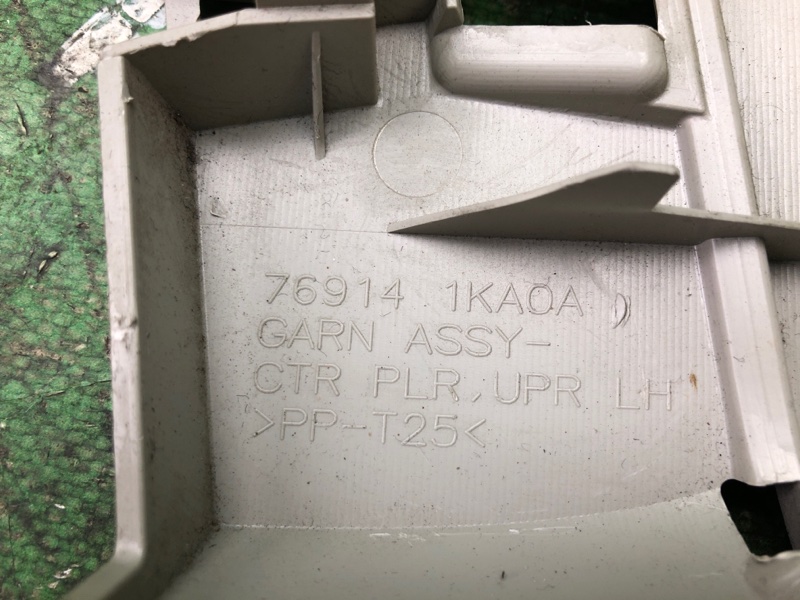 76914 1KA0A
GARN ASSY-
CTR PLR,UPR LH
>PP-T25<